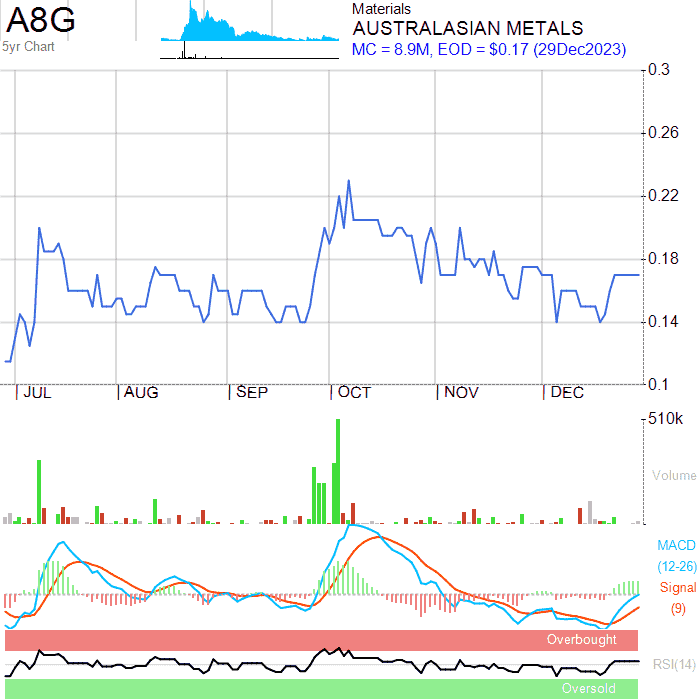 A8G
5yr Chart
Materials
AUSTRALASIAN METALS
MC = 8.9M, EOD = $0.17 (29Dec2023)
0.3
0.26
0.22
0.18
0.14
0.1
JUL AUG SEP OCT NOV DEC
510k
Volume
MACD
(12-26)
Signal
(9)
Overbought
RSI(14)
Oversold